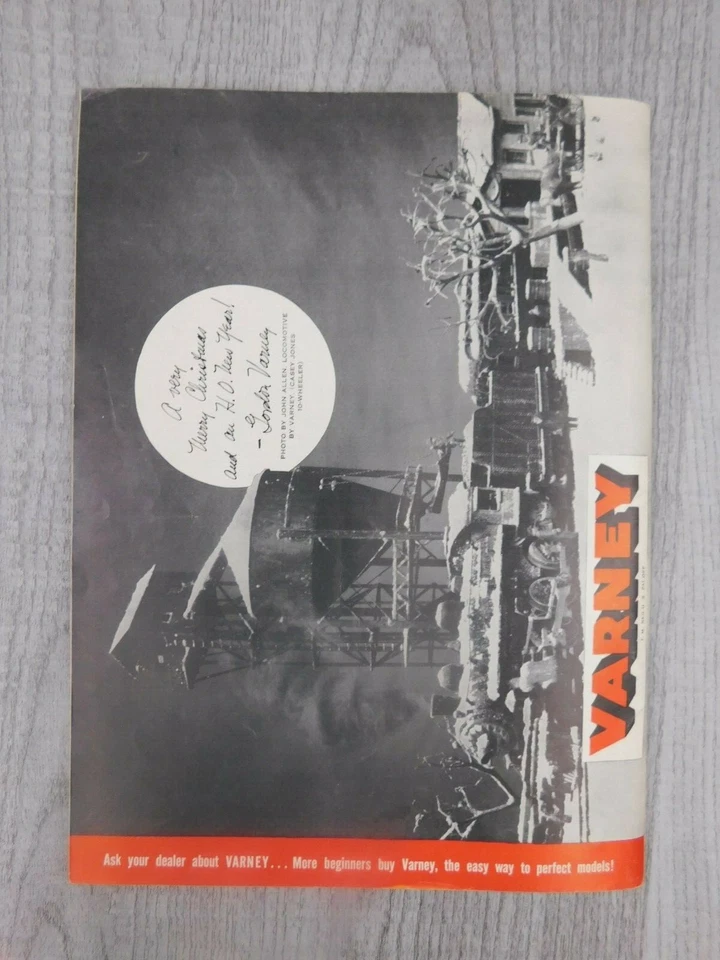 A very
Merry Christmas
and an H.O. New Year!
- Gordon Varney
PHOTO BY JOHN ALLEN. LOCOMOTIVE
BY VARNEY. (CASEY JONES
10-WHEELER)
VARNEY
Ask your dealer about VARNEY... More beginners buy Varney, the easy way to perfect models!